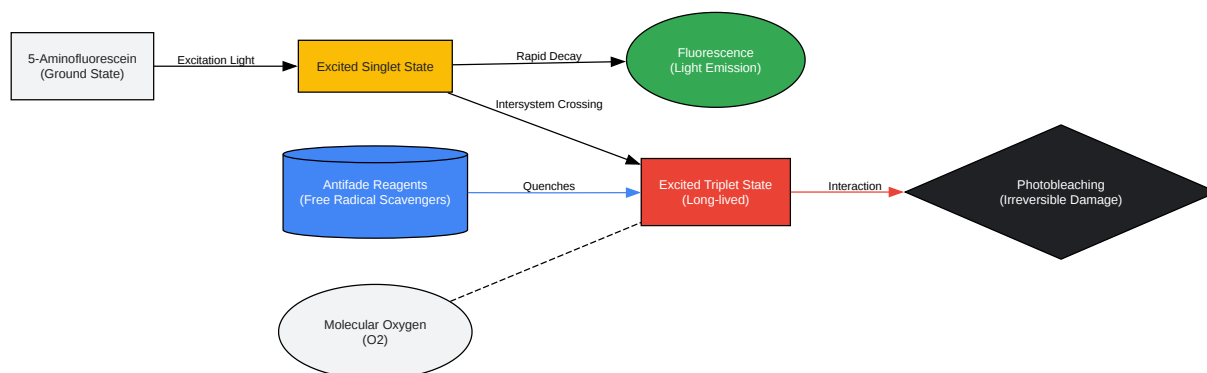 5-Aminofluorescein
(Ground State)
Excitation Light
Excited Singlet State
Rapid Decay
Fluorescence
(Light Emission)
Intersystem Crossing
Antifade Reagents
(Free Radical Scavengers)
Quenches
Excited Triplet State
(Long-lived)
Interaction
Photobleaching
(Irreversible Damage)
Molecular Oxygen
(O2)